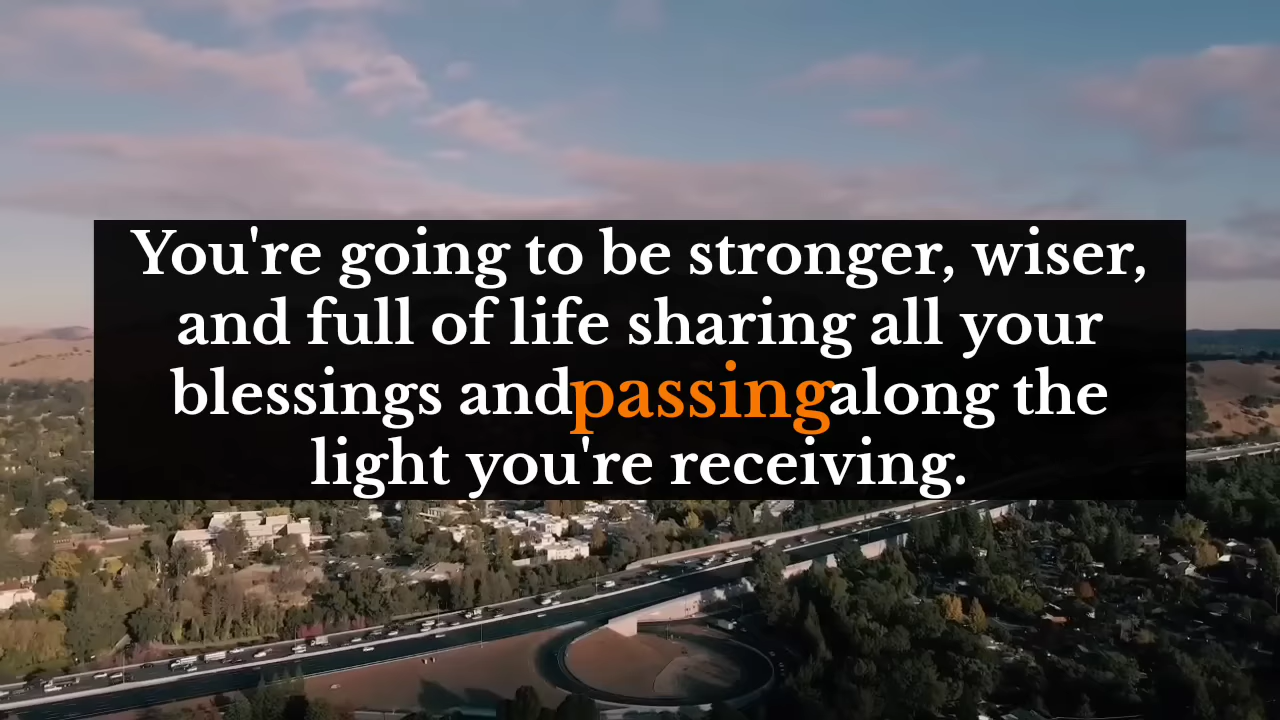 You're going to be stronger, wiser,
and full of life sharing all your
blessings and passing along the
light you're receiving.